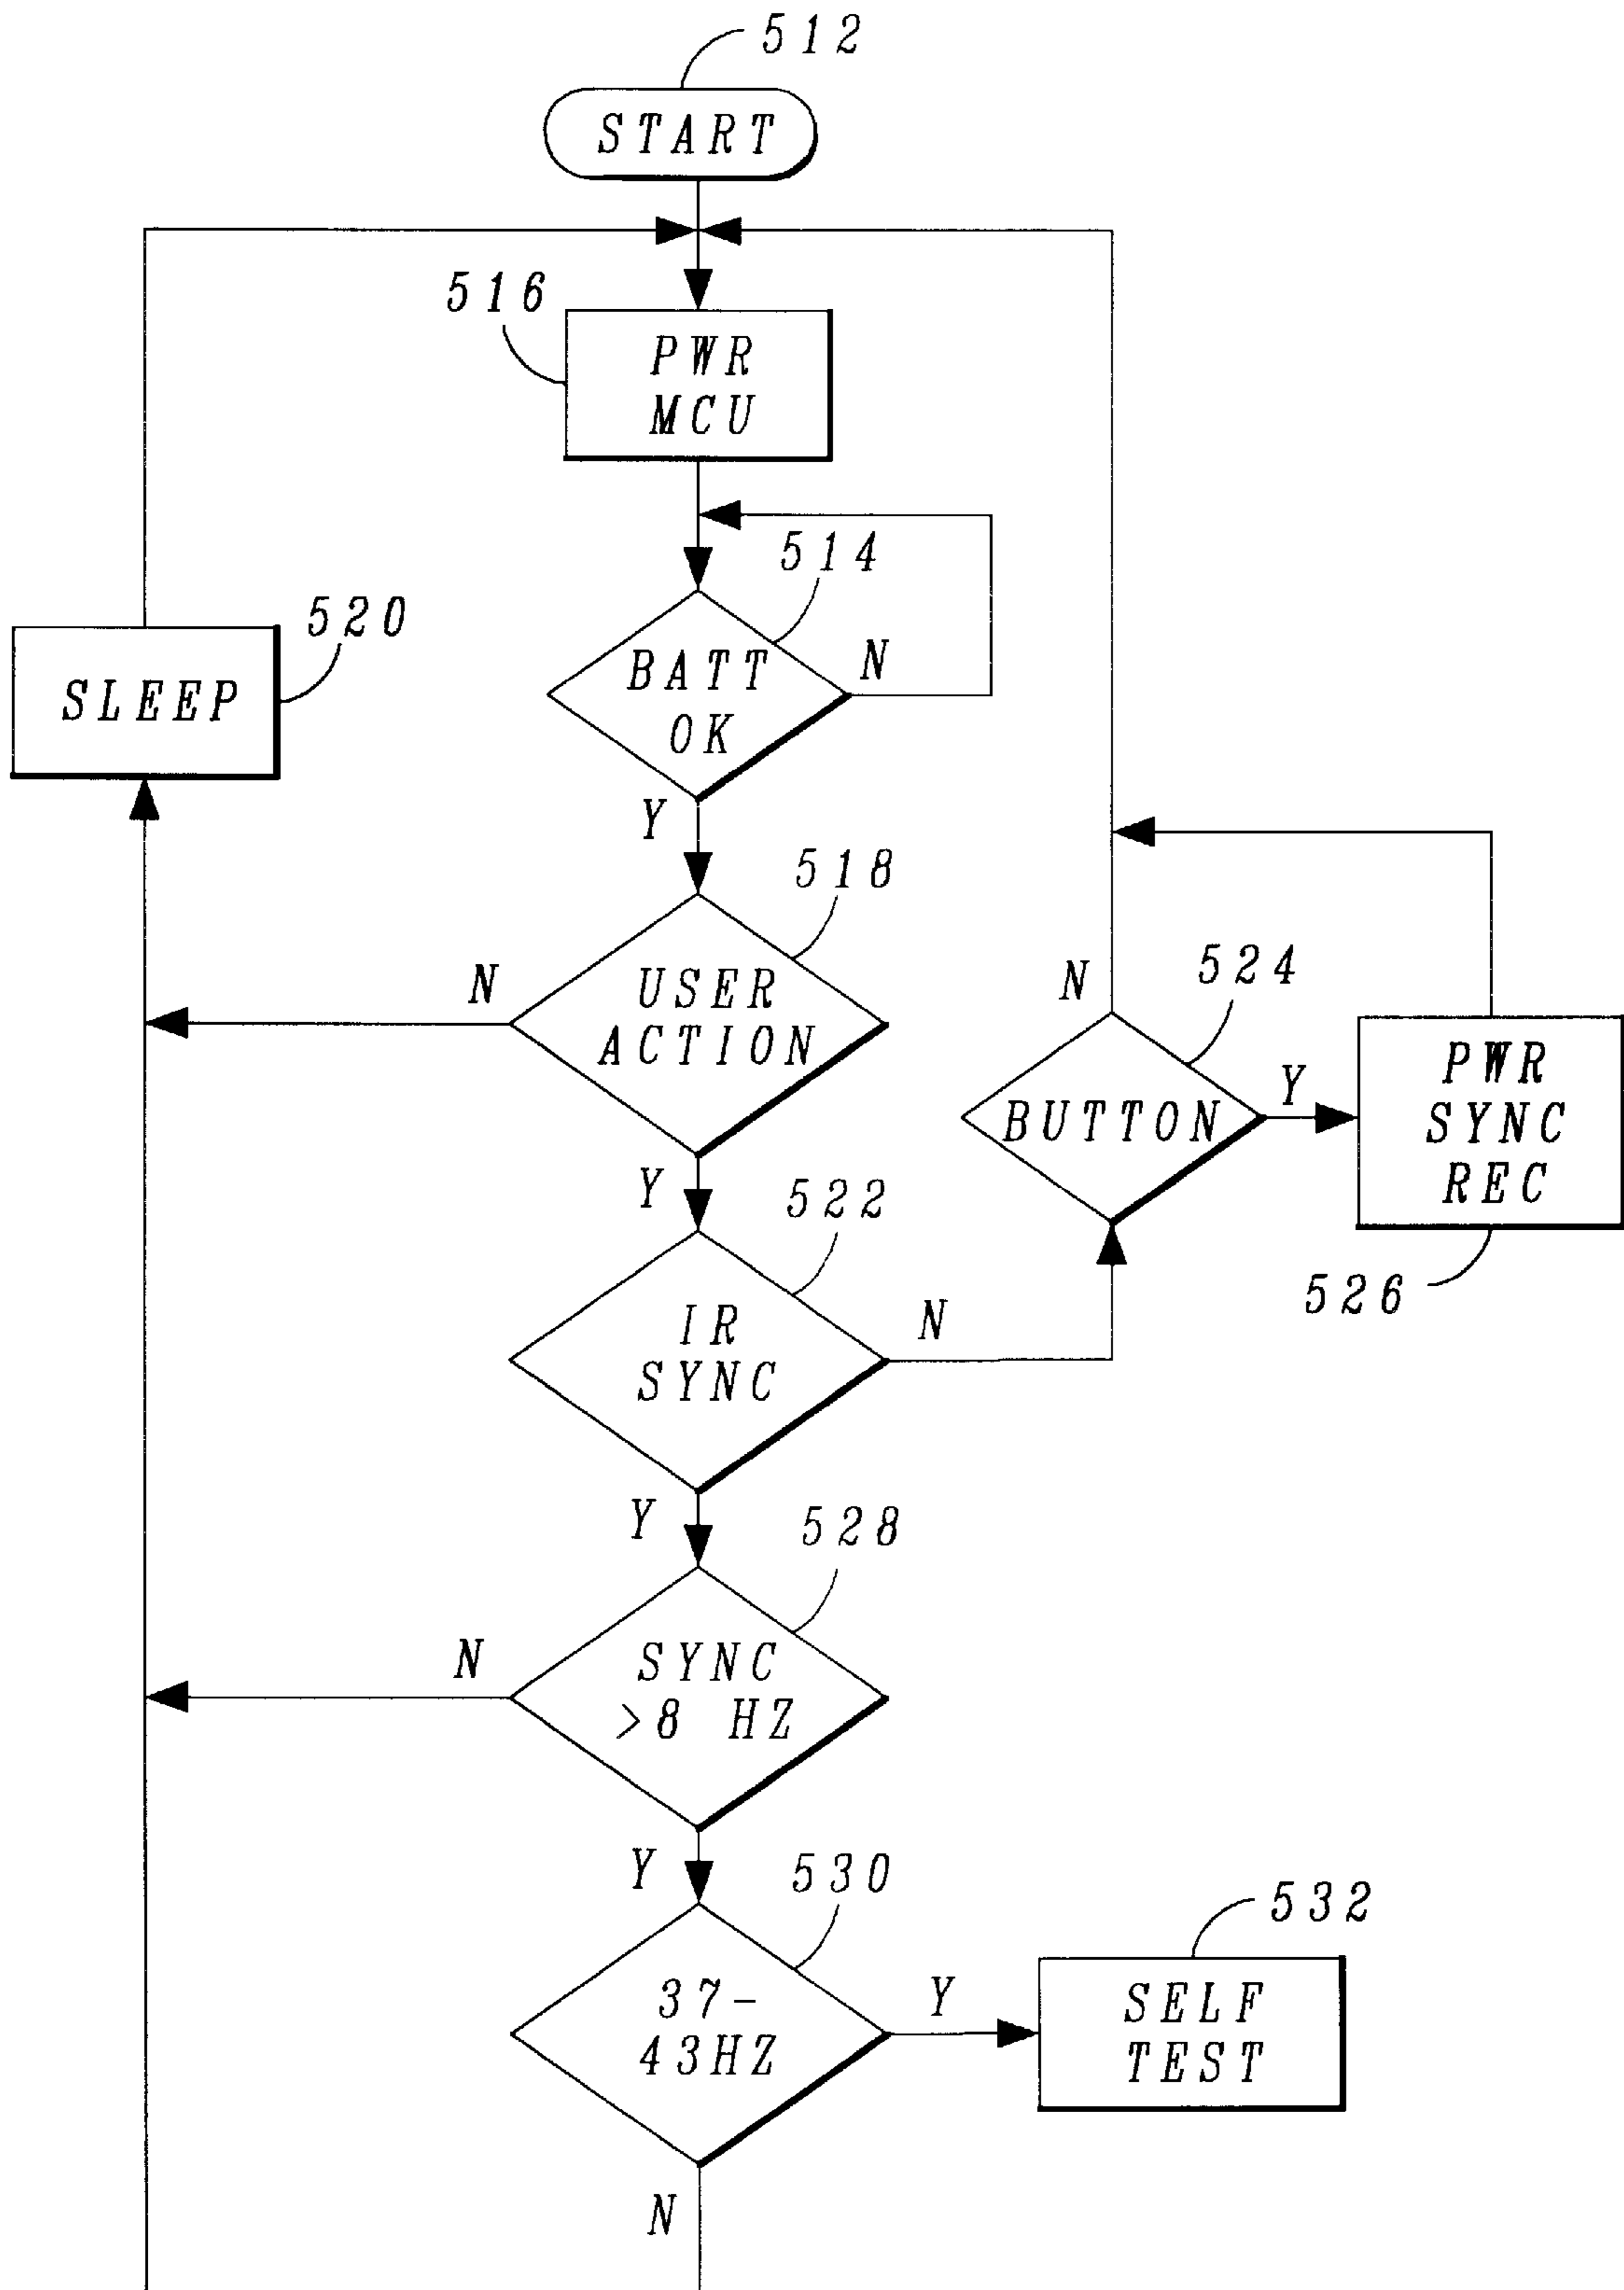 512
START
516
PWR
MCU
514
BATT
OK
N
520
SLEEP
Y
518
USER
ACTION
N
Y
524
N
BUTTON
Y
PWR
SYNC
REC
526
522
IR
SYNC
N
Y
528
SYNC
>8 HZ
N
Y
530
37-
43HZ
Y
532
SELF
TEST
N